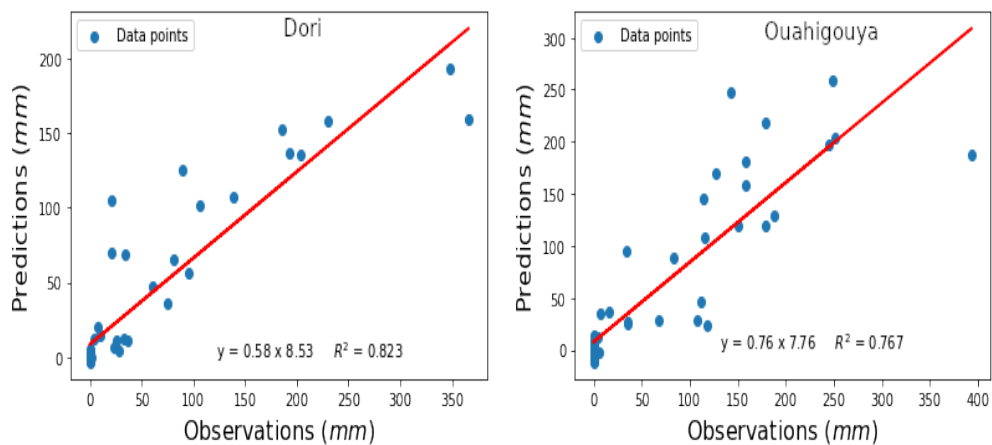 Dori
Data points
200
150
100
50
0
Predictions (mm)
y = 0.58 x 8.53 R² = 0.823
0 50 100 150 200 250 300 350
Observations (mm)
Ouahigouya
Data points
300
250
200
150
100
50
0
Predictions (mm)
y = 0.76 x 7.76 R² = 0.767
0 50 100 150 200 250 300 350 400
Observations (mm)